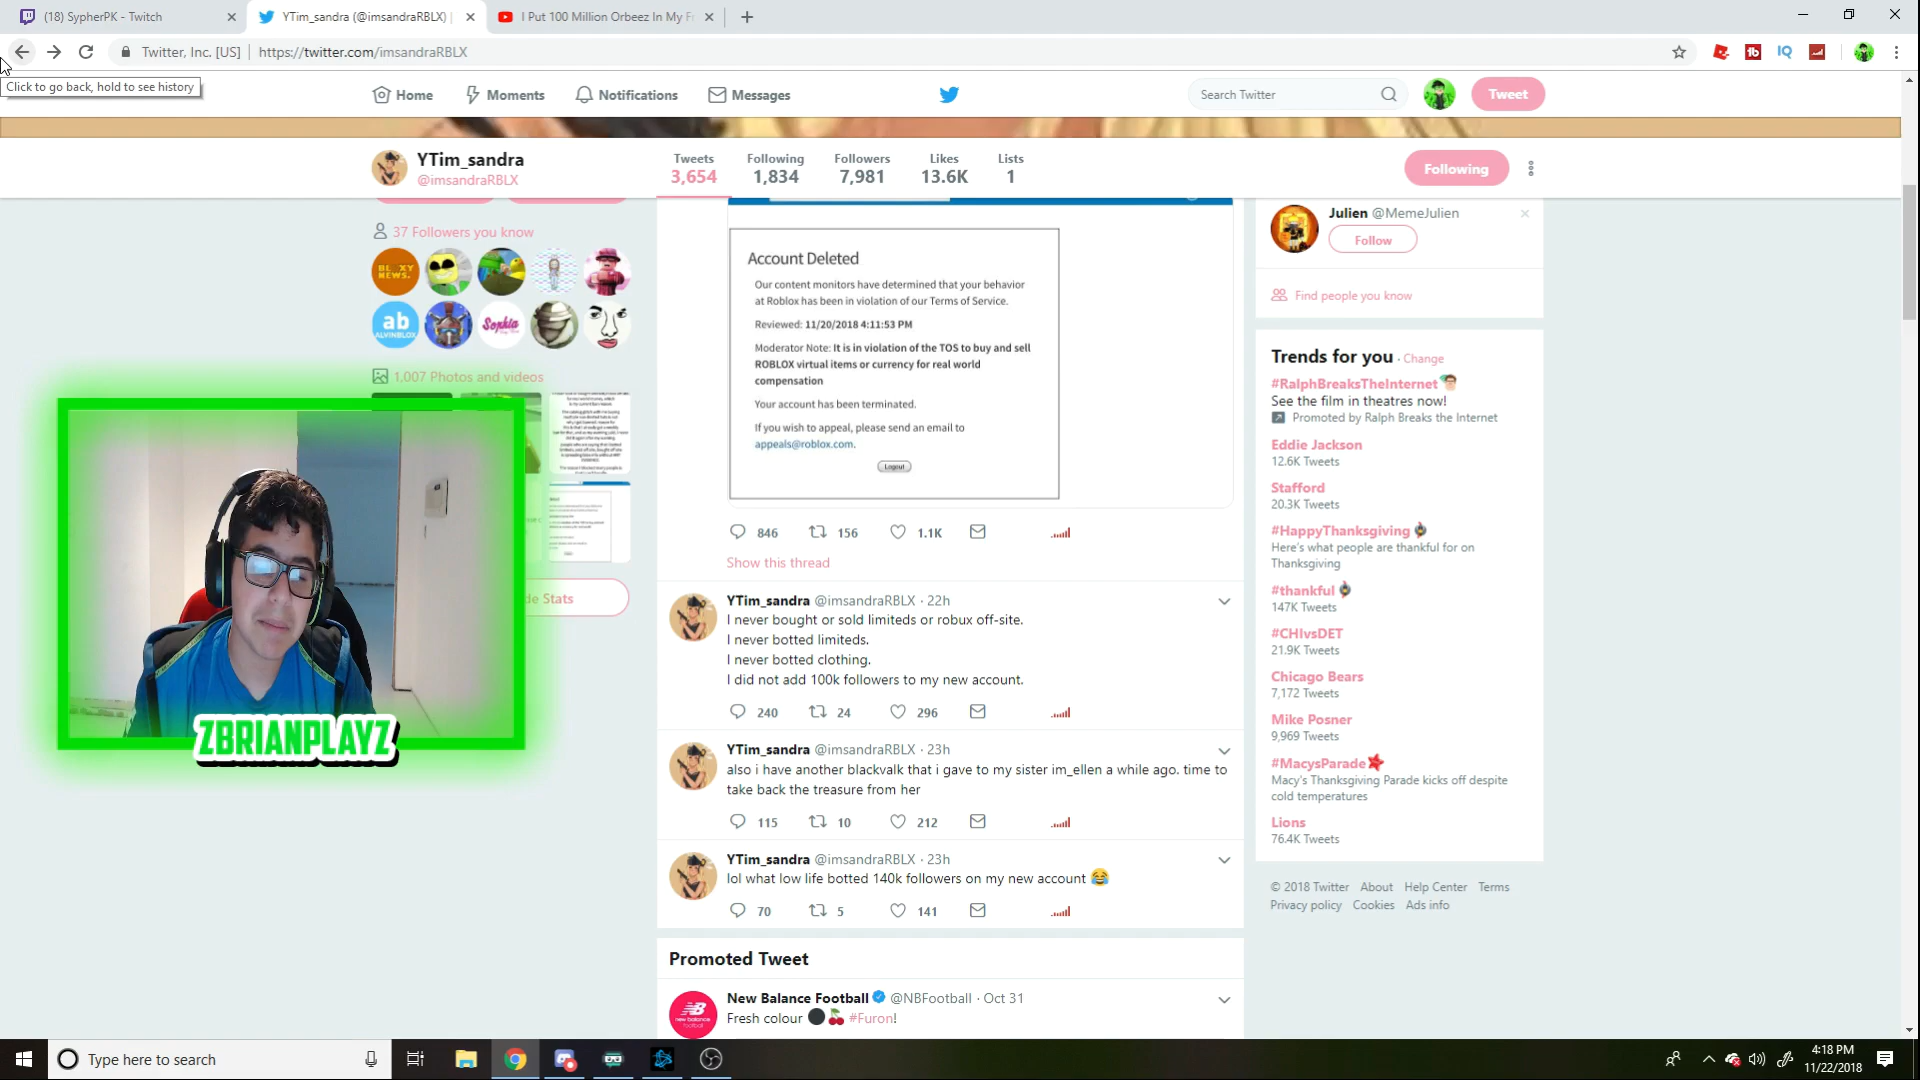 (18) SypherPK - Twitch
YTim_sandra (@imsandraRBLX) |
I Put 100 Million Orbeez In My Fr
Twitter, Inc. [US] | https://twitter.com/imsandraRBLX
Click to go back, hold to see history
Home
Moments
Notifications
Messages
Search Twitter
Tweet
YTim_sandra
@imsandraRBLX
Tweets
3,654
Following
1,834
Followers
7,981
Likes
13.6K
Lists
1
Following
37 Followers you know
BLOXY
NEWS.
ab
ALVINBLOX
Sophia
1,007 Photos and videos
de Stats
ZBRIANPLAYZ
Account Deleted
Our content monitors have determined that your behavior
at Roblox has been in violation of our Terms of Service.
Reviewed: 11/20/2018 4:11:53 PM
Moderator Note: It is in violation of the TOS to buy and sell
ROBLOX virtual items or currency for real world
compensation
Your account has been terminated.
If you wish to appeal, please send an email to
appeals@roblox.com.
Logout
846 156 1.1K
Show this thread
YTim_sandra @imsandraRBLX · 22h
I never bought or sold limiteds or robux off-site.
I never botted limiteds.
I never botted clothing.
I did not add 100k followers to my new account.
240 24 296
YTim_sandra @imsandraRBLX · 23h
also i have another blackvalk that i gave to my sister im_ellen a while ago. time to
take back the treasure from her
115 10 212
YTim_sandra @imsandraRBLX · 23h
lol what low life botted 140k followers on my new account 😂
70 5 141
Promoted Tweet
New Balance Football @NBFootball · Oct 31
Fresh colour ⚫🍒 #Furon!
NB
new balance
football
Julien @MemeJulien
Follow
Find people you know
Trends for you · Change
#RalphBreaksTheInternet
See the film in theatres now!
Promoted by Ralph Breaks the Internet
Eddie Jackson
12.6K Tweets
Stafford
20.3K Tweets
#HappyThanksgiving
Here's what people are thankful for on
Thanksgiving
#thankful
147K Tweets
#CHIvsDET
21.9K Tweets
Chicago Bears
7,172 Tweets
Mike Posner
9,969 Tweets
#MacysParade
Macy's Thanksgiving Parade kicks off despite
cold temperatures
Lions
76.4K Tweets
© 2018 Twitter About Help Center Terms
Privacy policy Cookies Ads info
Type here to search
4:18 PM
11/22/2018